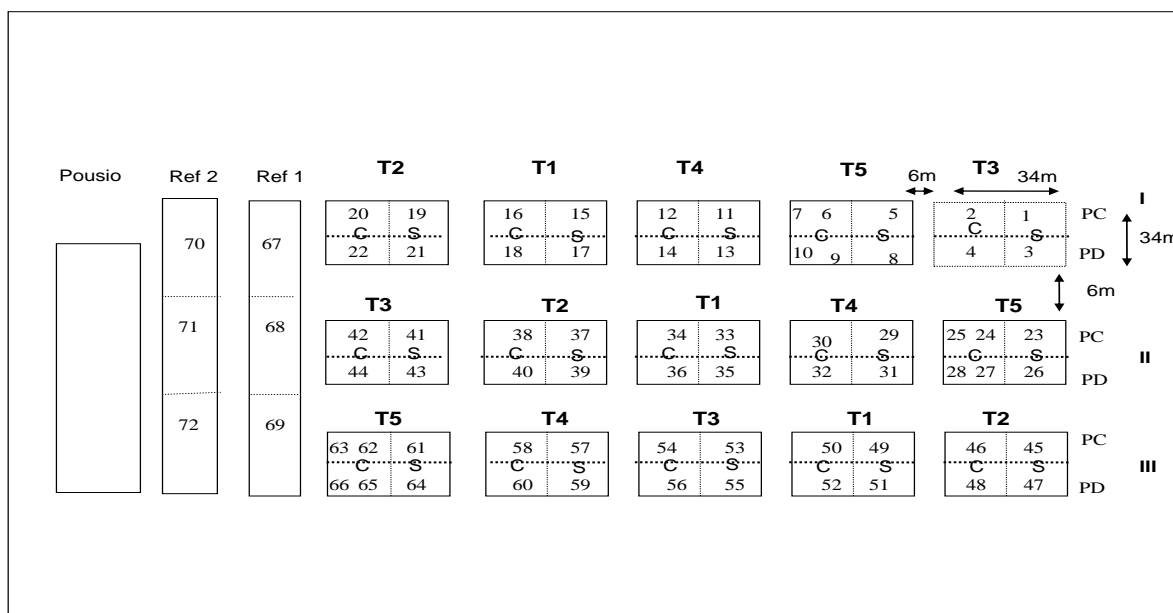 T2 T1 T4 T5 T3
Pousio Ref 2 Ref 1 6m 34m
I
20 19 16 15 12 11 7 6 5 2 1 PC
C S C S C S C S C S
34m
22 21 18 17 14 13 10 9 8 4 3 PD
70 67
6m
T3 T2 T1 T4 T5
71 68 42 41 38 37 34 33 30 29 25 24 23 PC
C S C S C S C S C S II
44 43 40 39 36 35 32 31 28 27 26 PD
T5 T4 T3 T1 T2
72 69 63 62 61 58 57 54 53 50 49 46 45 PC
C S C S C S C S C S III
66 65 64 60 59 56 55 52 51 48 47 PD